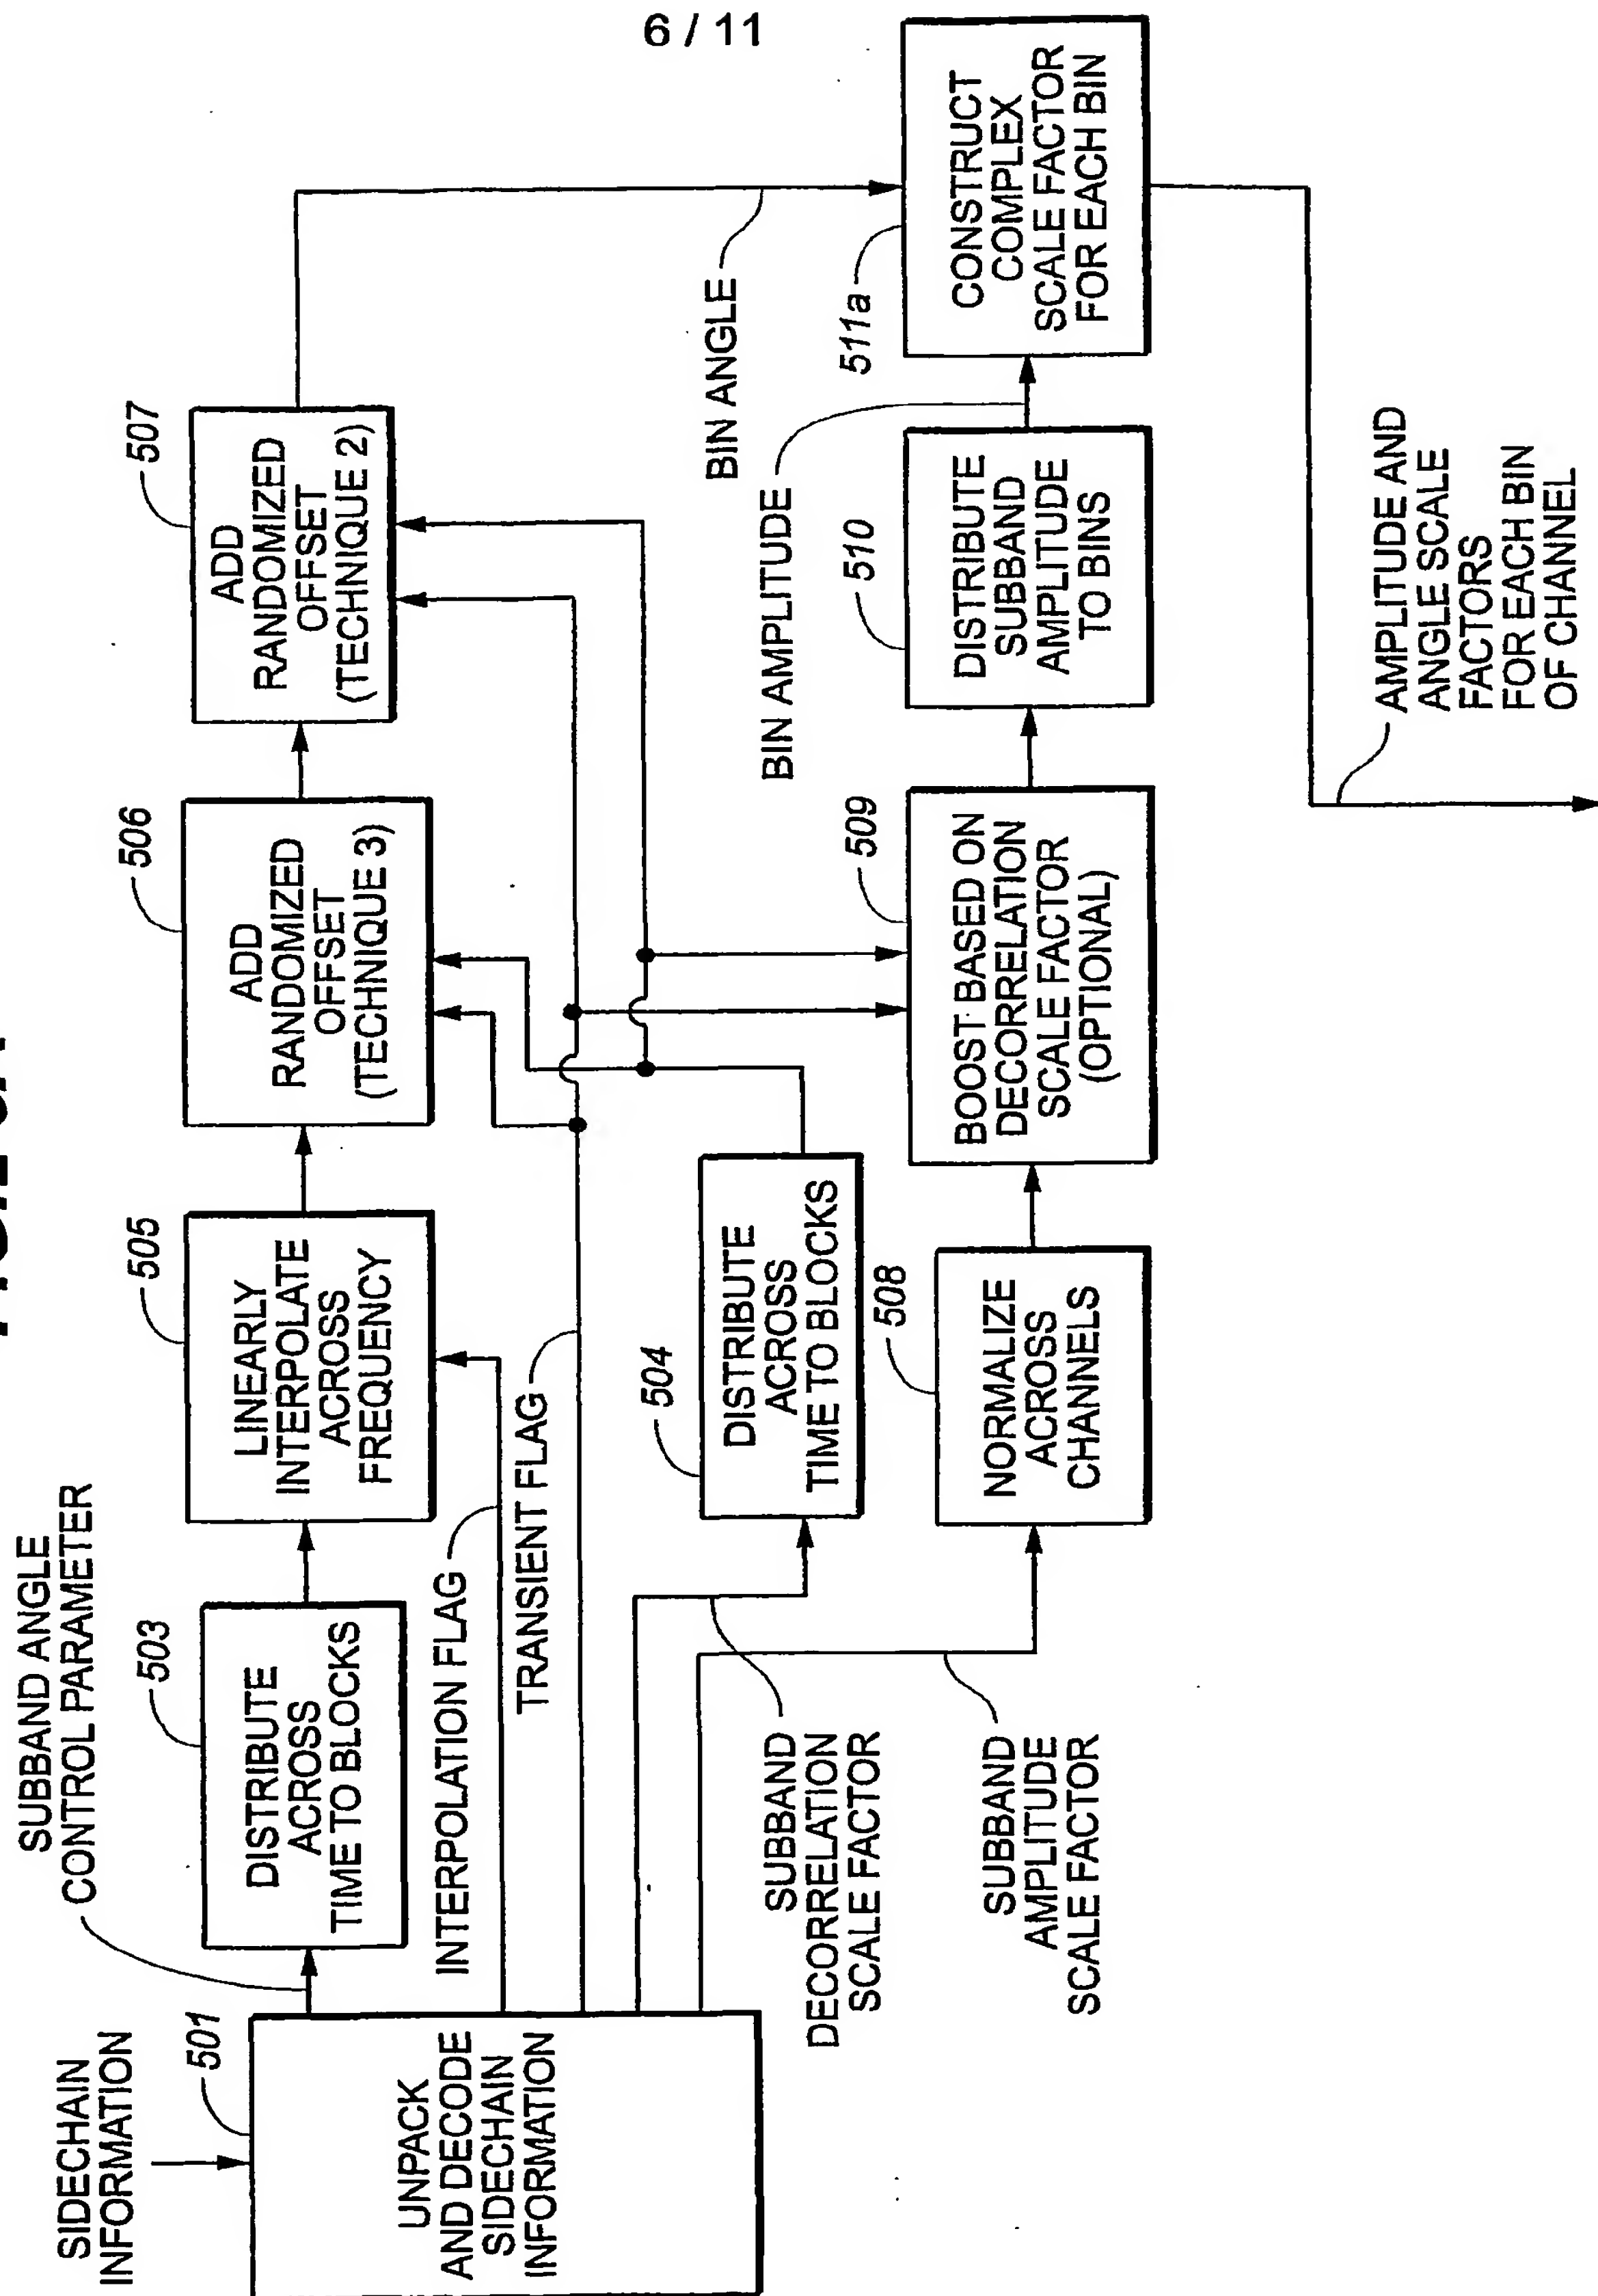 6 / 11
SIDECHAIN
INFORMATION
501
UNPACK
AND DECODE
SIDECHAIN
INFORMATION
SUBBAND ANGLE
CONTROL PARAMETER
503
DISTRIBUTE
ACROSS
TIME TO BLOCKS
505
LINEARLY
INTERPOLATE
ACROSS
FREQUENCY
506
ADD
RANDOMIZED
OFFSET
(TECHNIQUE 3)
507
ADD
RANDOMIZED
OFFSET
(TECHNIQUE 2)
INTERPOLATION FLAG
TRANSIENT FLAG
504
DISTRIBUTE
ACROSS
TIME TO BLOCKS
SUBBAND
DECORRELATION
SCALE FACTOR
SUBBAND
AMPLITUDE
SCALE FACTOR
508
NORMALIZE
ACROSS
CHANNELS
509
BOOST BASED ON
DECORRELATION
SCALE FACTOR
(OPTIONAL)
510
DISTRIBUTE
SUBBAND
AMPLITUDE
TO BINS
BIN AMPLITUDE
BIN ANGLE
511a
CONSTRUCT
COMPLEX
SCALE FACTOR
FOR EACH BIN
AMPLITUDE AND
ANGLE SCALE
FACTORS
FOR EACH BIN
OF CHANNEL